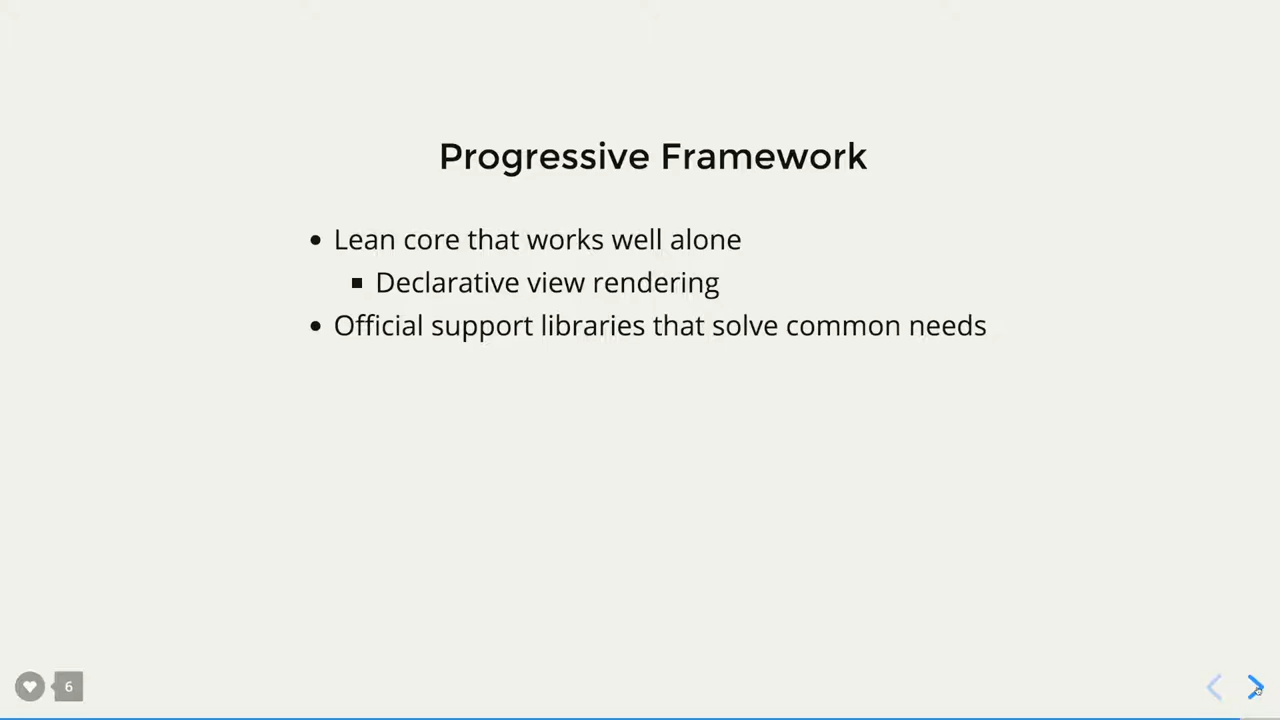 Progressive Framework
Lean core that works well alone
Declarative view rendering
Official support libraries that solve common needs
6